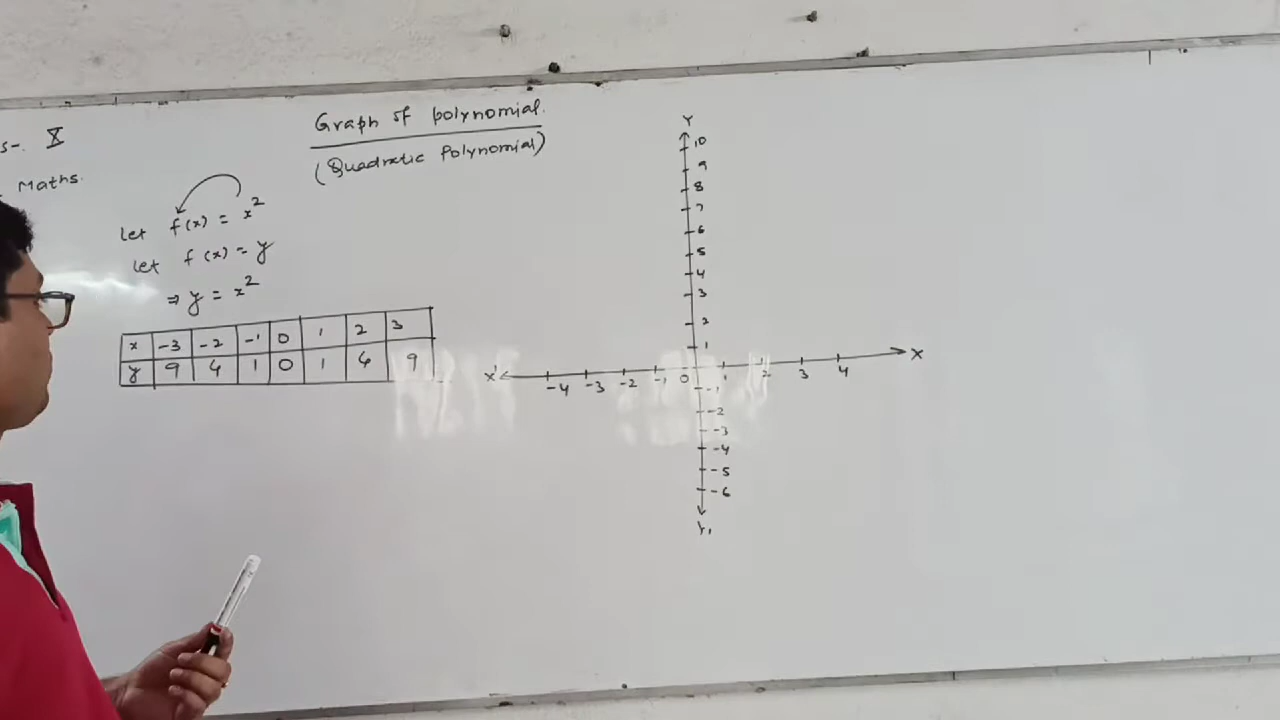 s-. X
Maths.
Graph of polynomial.
(Quadratic Polynomial)
let f(x) = x²
let f(x) = y
⇒ y = x²
x -3 -2 -1 0 1 2 3
y 9 4 1 0 1 4 9
Y
10
9
8
7
6
5
4
3
2
1
X' -4 -3 -2 -1 0 1 2 3 4 X
-1
-2
-3
-4
-5
-6
Y'